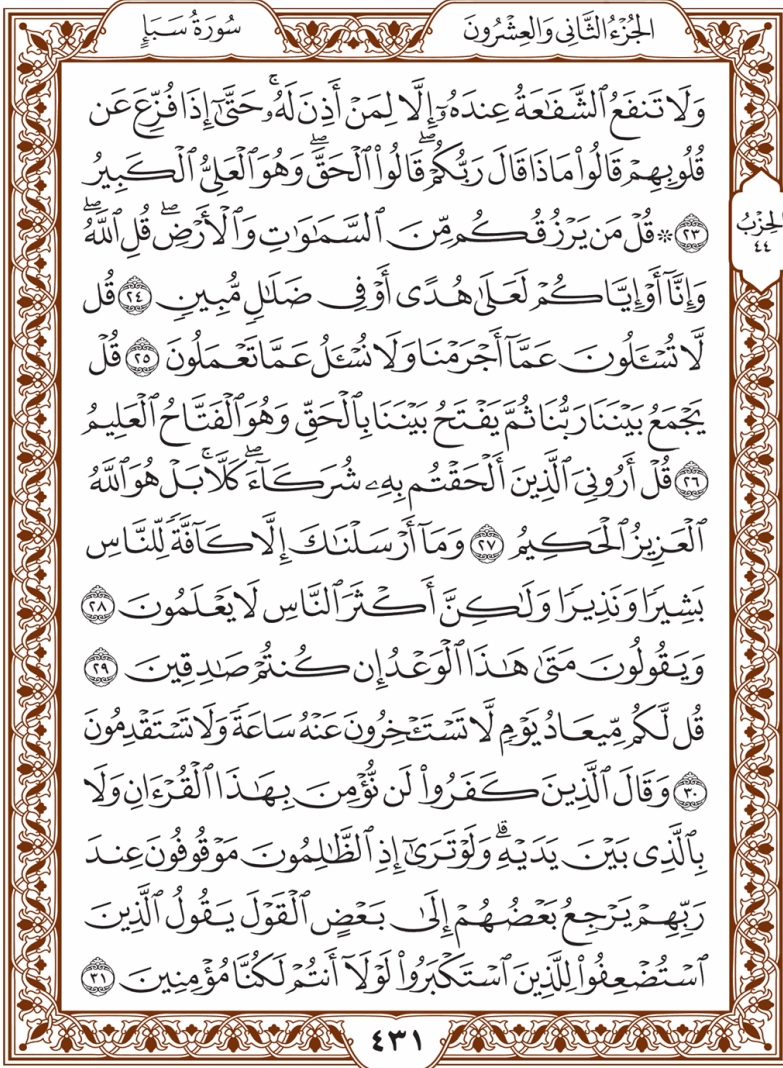 الجُزْءُ الثَّانِي وَالعِشْرُونَ
سُورَةُ سَبَإٍ
وَلَا تَنفَعُ ٱلشَّفَٰعَةُ عِندَهُۥٓ إِلَّا لِمَنْ أَذِنَ لَهُۥۚ حَتَّىٰٓ إِذَا فُزِّعَ عَن
قُلُوبِهِمْ قَالُوا۟ مَاذَا قَالَ رَبُّكُمْۖ قَالُوا۟ ٱلْحَقَّۖ وَهُوَ ٱلْعَلِىُّ ٱلْكَبِيرُ
٢٣ ۞ قُلْ مَن يَرْزُقُكُم مِّنَ ٱلسَّمَٰوَٰتِ وَٱلْأَرْضِۖ قُلِ ٱللَّهُۖ
وَإِنَّآ أَوْ إِيَّاكُمْ لَعَلَىٰ هُدًى أَوْ فِى ضَلَٰلٍ مُّبِينٍ ٢٤ قُل
لَّا تُسْـَٔلُونَ عَمَّآ أَجْرَمْنَا وَلَا نُسْـَٔلُ عَمَّا تَعْمَلُونَ ٢٥ قُلْ
يَجْمَعُ بَيْنَنَا رَبُّنَا ثُمَّ يَفْتَحُ بَيْنَنَا بِٱلْحَقِّ وَهُوَ ٱلْفَتَّاحُ ٱلْعَلِيمُ
٢٦ قُلْ أَرُونِىَ ٱلَّذِينَ أَلْحَقْتُم بِهِۦ شُرَكَآءَۖ كَلَّاۚ بَلْ هُوَ ٱللَّهُ
ٱلْعَزِيزُ ٱلْحَكِيمُ ٢٧ وَمَآ أَرْسَلْنَٰكَ إِلَّا كَآفَّةً لِّلنَّاسِ
بَشِيرًا وَنَذِيرًا وَلَٰكِنَّ أَكْثَرَ ٱلنَّاسِ لَا يَعْلَمُونَ ٢٨
وَيَقُولُونَ مَتَىٰ هَٰذَا ٱلْوَعْدُ إِن كُنتُمْ صَٰدِقِينَ ٢٩
قُل لَّكُم مِّيعَادُ يَوْمٍ لَّا تَسْتَـْٔخِرُونَ عَنْهُ سَاعَةً وَلَا تَسْتَقْدِمُونَ
٣٠ وَقَالَ ٱلَّذِينَ كَفَرُوا۟ لَن نُّؤْمِنَ بِهَٰذَا ٱلْقُرْءَانِ وَلَا
بِٱلَّذِى بَيْنَ يَدَيْهِۗ وَلَوْ تَرَىٰٓ إِذِ ٱلظَّٰلِمُونَ مَوْقُوفُونَ عِندَ
رَبِّهِمْ يَرْجِعُ بَعْضُهُمْ إِلَىٰ بَعْضٍ ٱلْقَوْلَ يَقُولُ ٱلَّذِينَ
ٱسْتُضْعِفُوا۟ لِلَّذِينَ ٱسْتَكْبَرُوا۟ لَوْلَآ أَنتُمْ لَكُنَّا مُؤْمِنِينَ ٣١
الحِزْبُ
٤٤
٤٣١